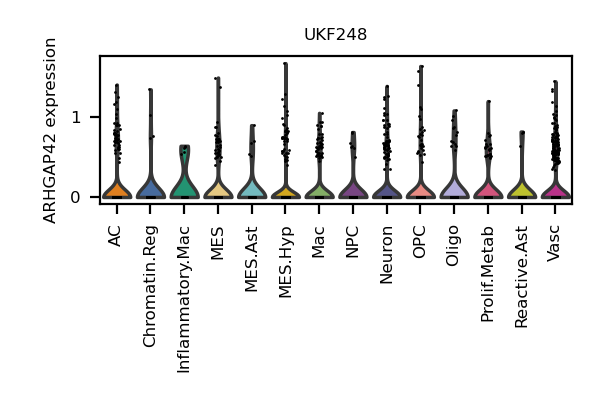 UKF248
ARHGAP42 expression
1
0
AC
Chromatin.Reg
Inflammatory.Mac
MES
MES.Ast
MES.Hyp
Mac
NPC
Neuron
OPC
Oligo
Prolif.Metab
Reactive.Ast
Vasc